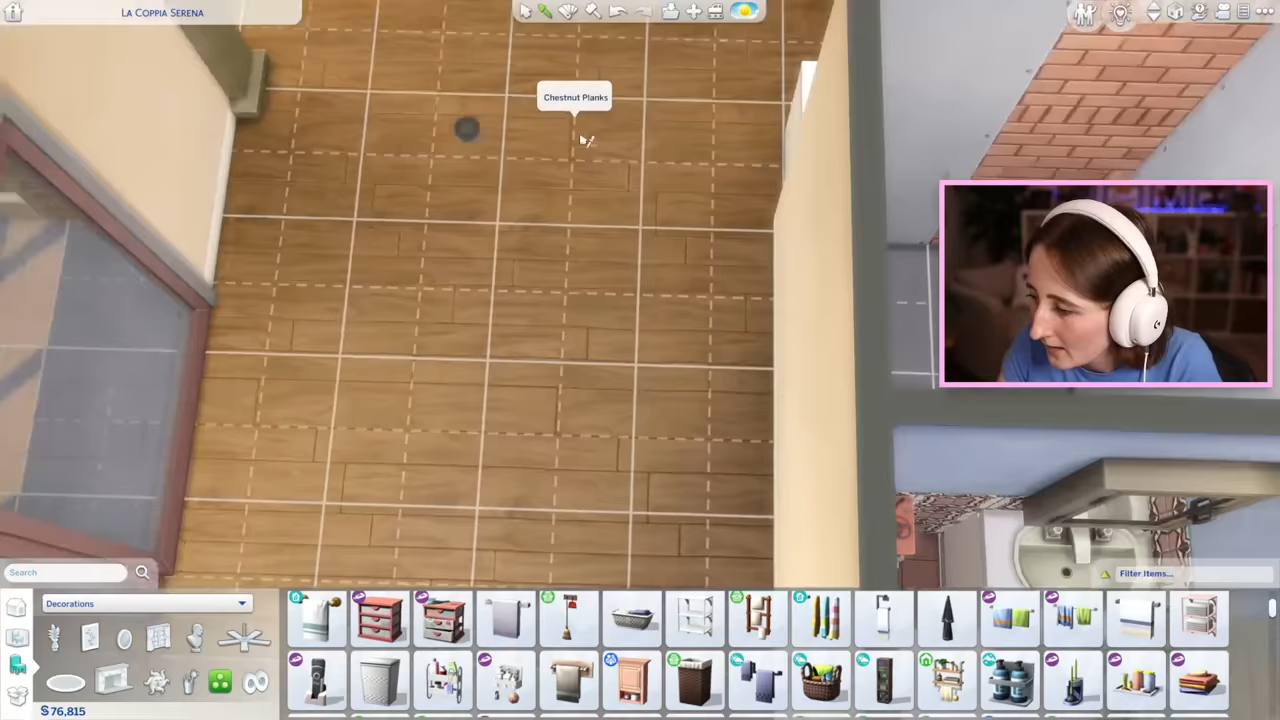 LA COPPIA SERENA
Chestnut Planks
Search
Filter Items...
Decorations
§76,815